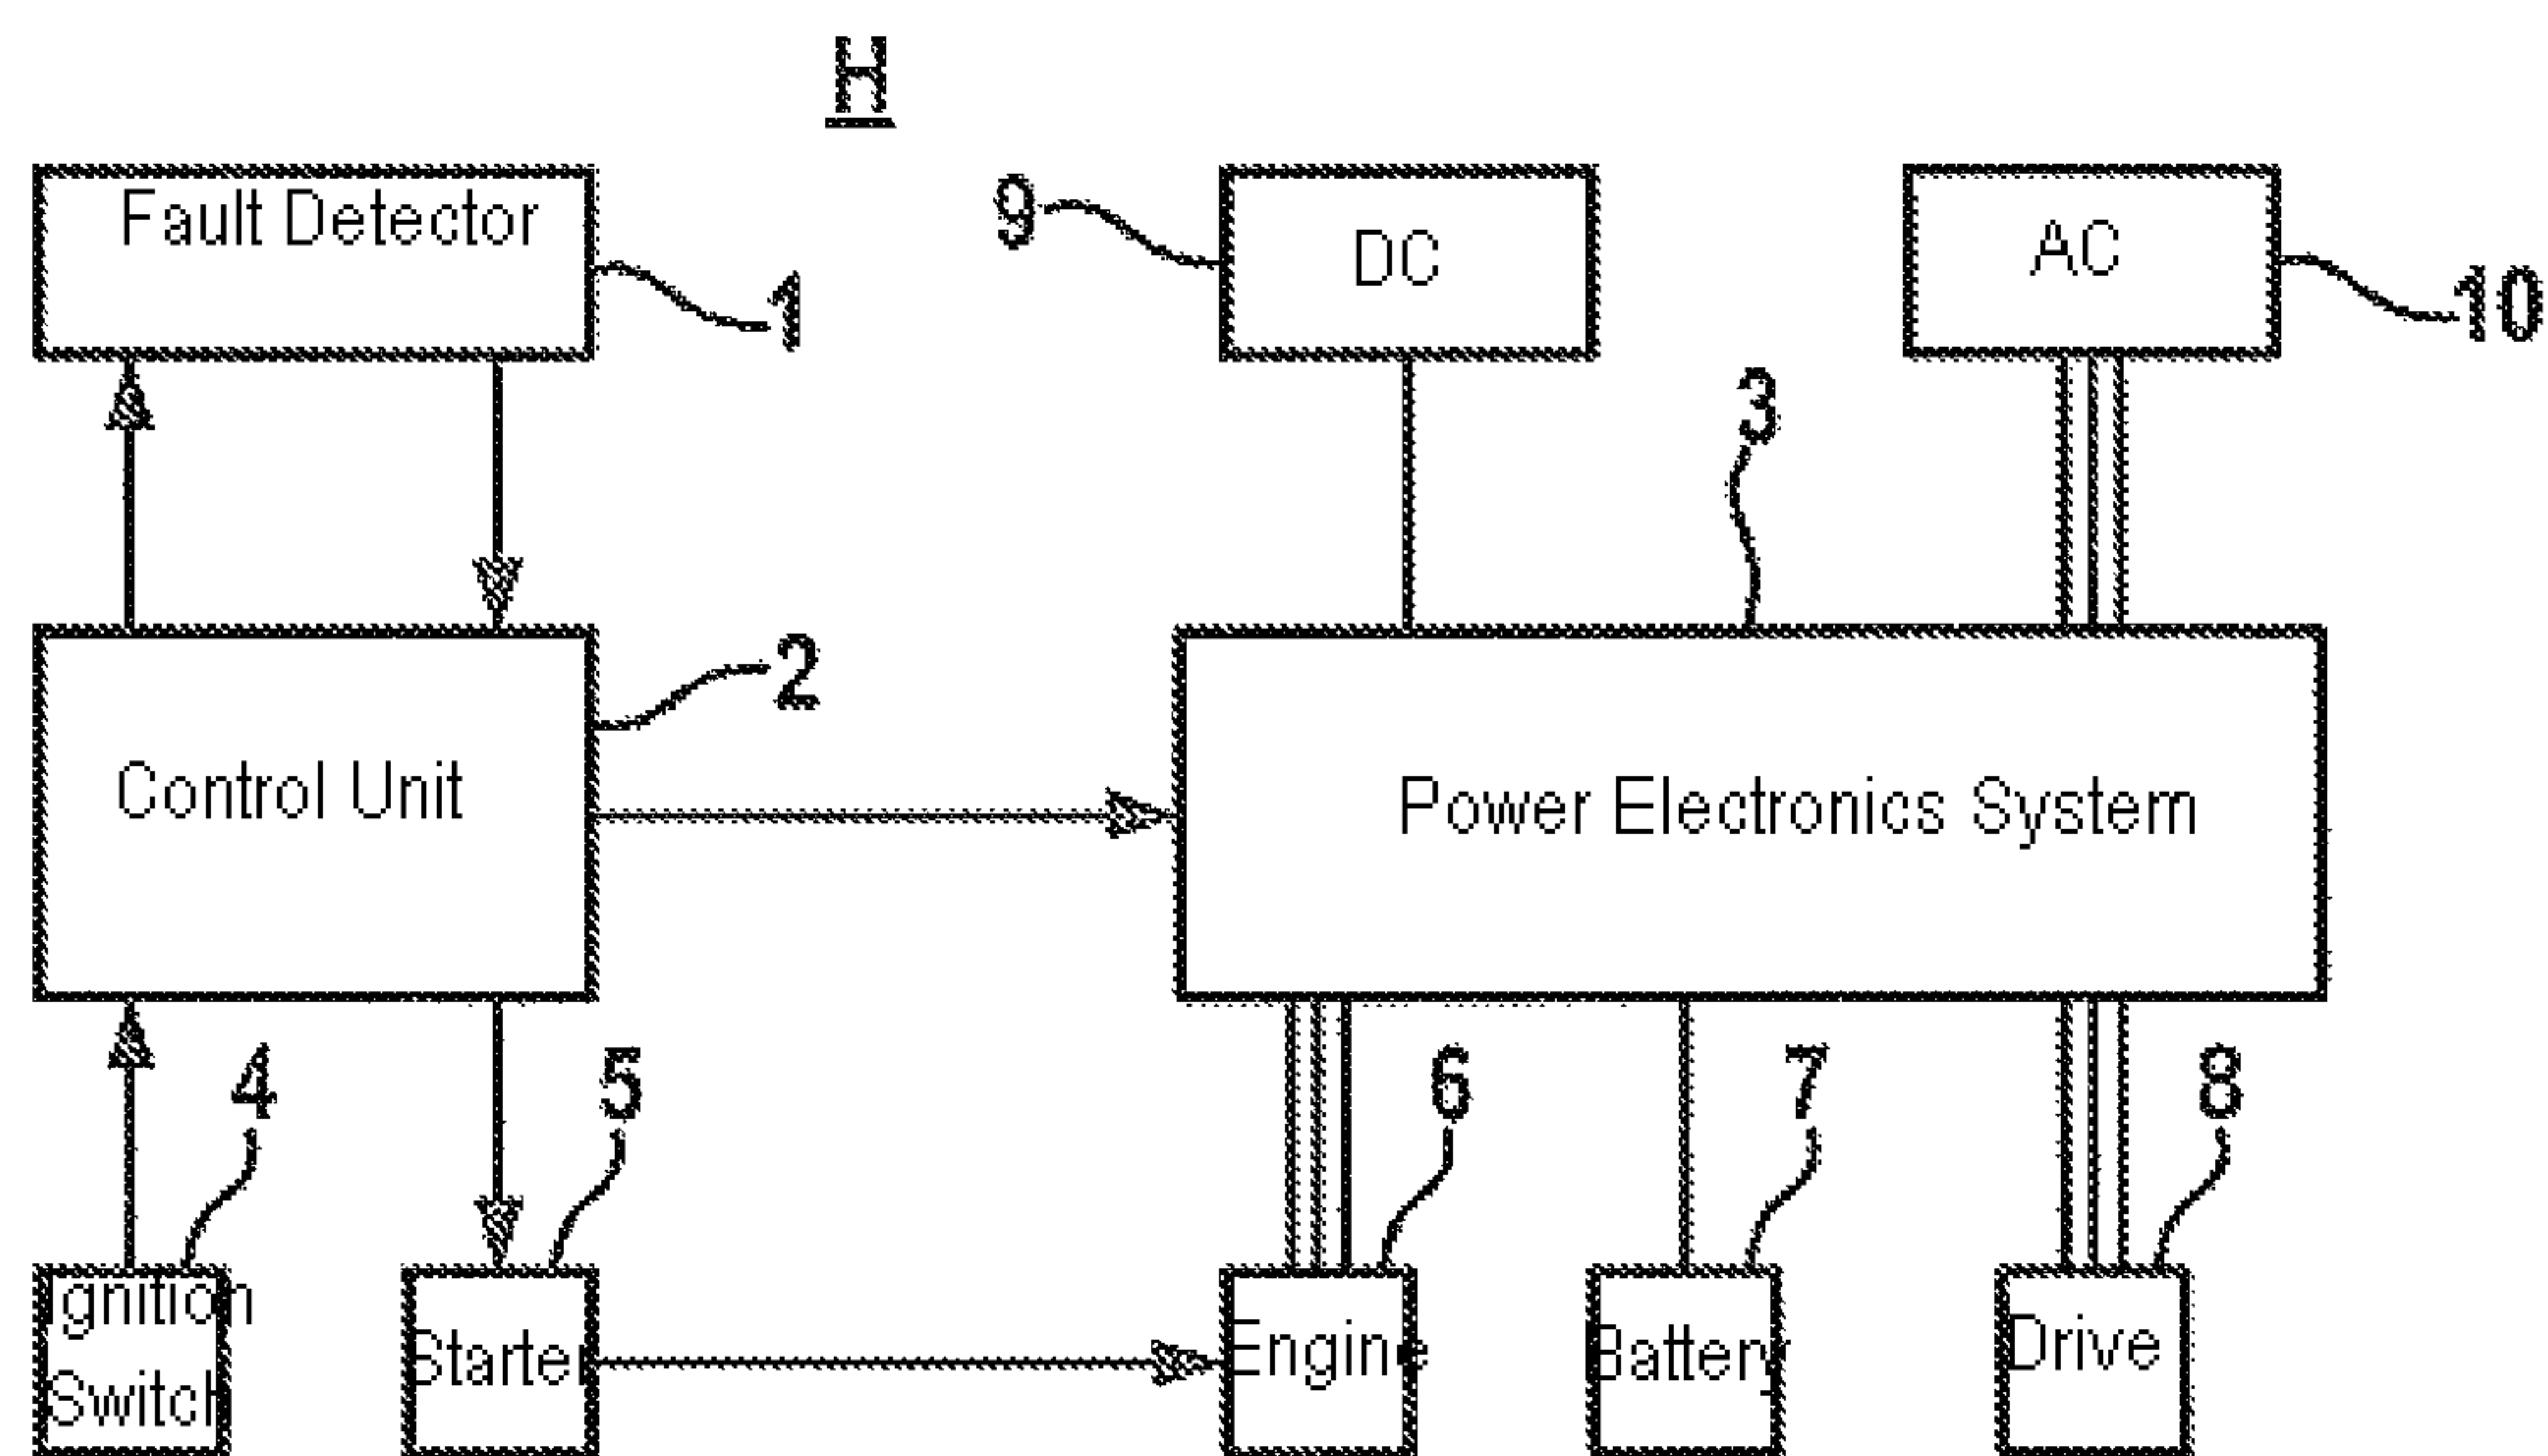 H
Fault Detector
1
9
DC
AC
10
3
Control Unit
2
Power Electronics System
4
5
6
7
8
Ignition
Switch
Starter
Engine
Battery
Drive